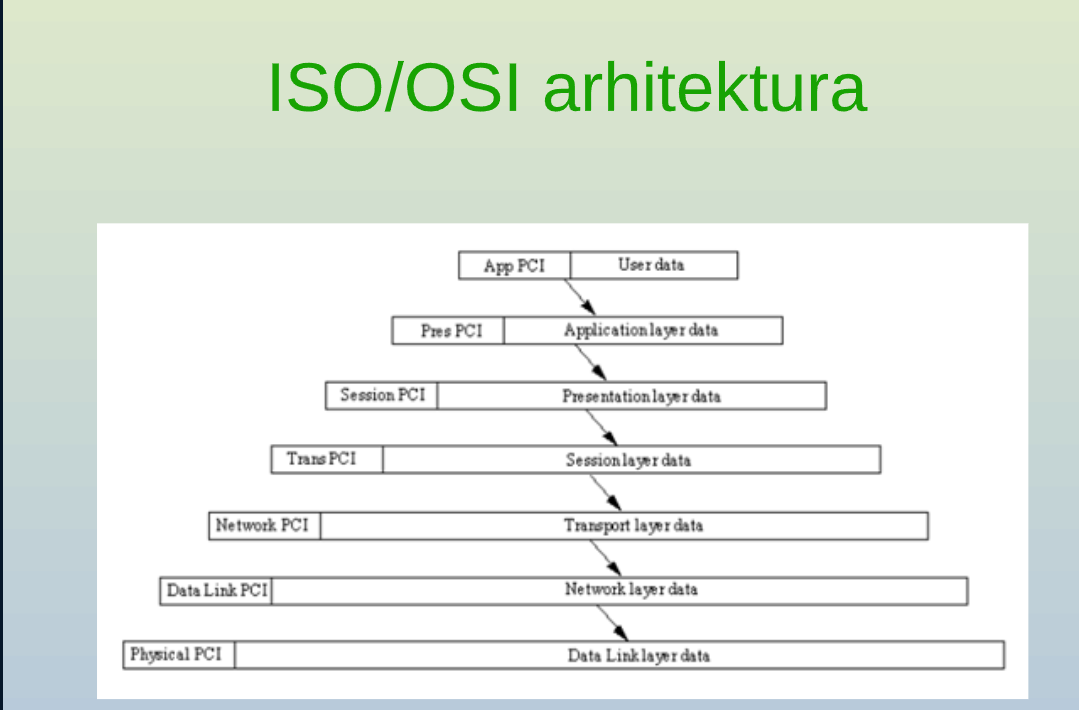 ISO/OSI arhitektura
App PCI User data
Pres PCI Application layer data
Session PCI Presentation layer data
Trans PCI Session layer data
Network PCI Transport layer data
Data Link PCI Network layer data
Physical PCI Data Link layer data